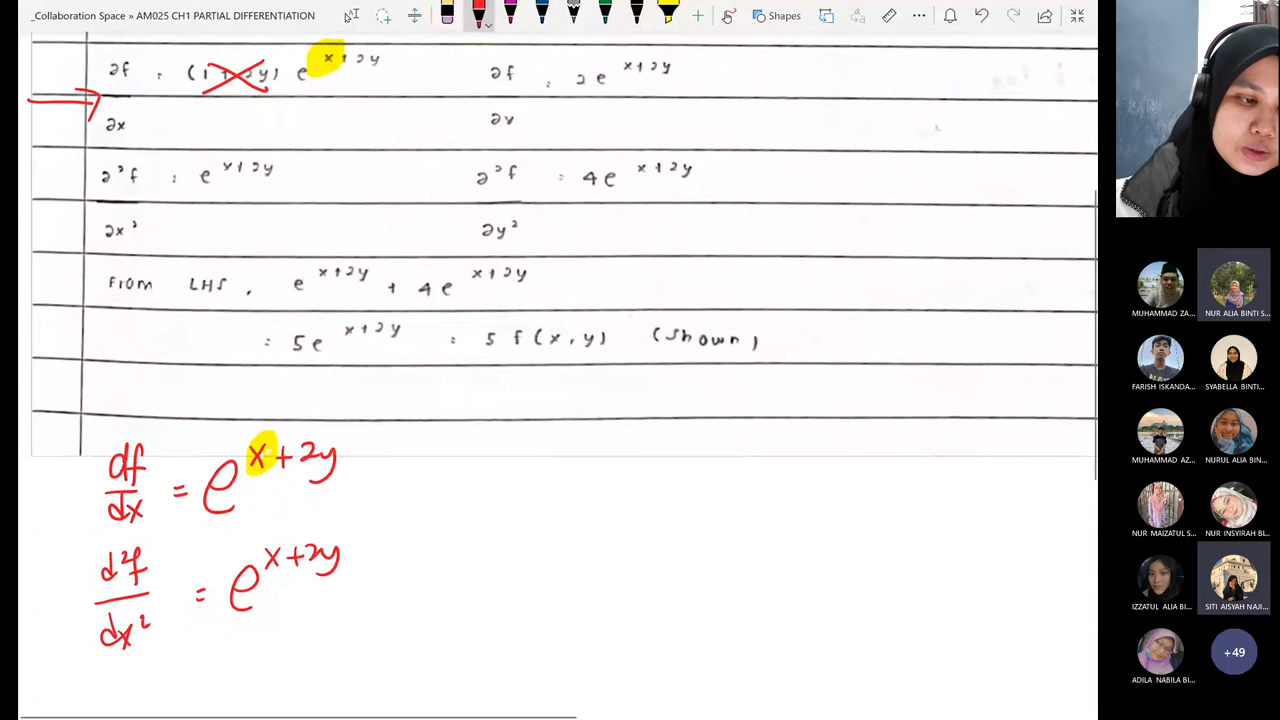 _Collaboration Space » AM025 CH1 PARTIAL DIFFERENTIATION
Shapes
∂f : (1 + 2y) e^{x+2y} ∂f : 2e^{x+2y}
∂x ∂y
∂²f : e^{x+2y} ∂²f : 4e^{x+2y}
∂x² ∂y²
From LHS, e^{x+2y} + 4e^{x+2y}
= 5e^{x+2y} = 5 f(x,y) (shown)
df/dx = e^{x+2y}
d²f/dx² = e^{x+2y}
MUHAMMAD ZA... NUR ALIA BINTI S...
FARISH ISKANDA... SYABELLA BINTI...
MUHAMMAD AZ... NURUL ALIA BIN...
NUR MAIZATUL S... NUR INSYIRAH BI...
IZZATUL ALIA BI... SITI AISYAH NAJI...
ADILA NABILA BI... +49